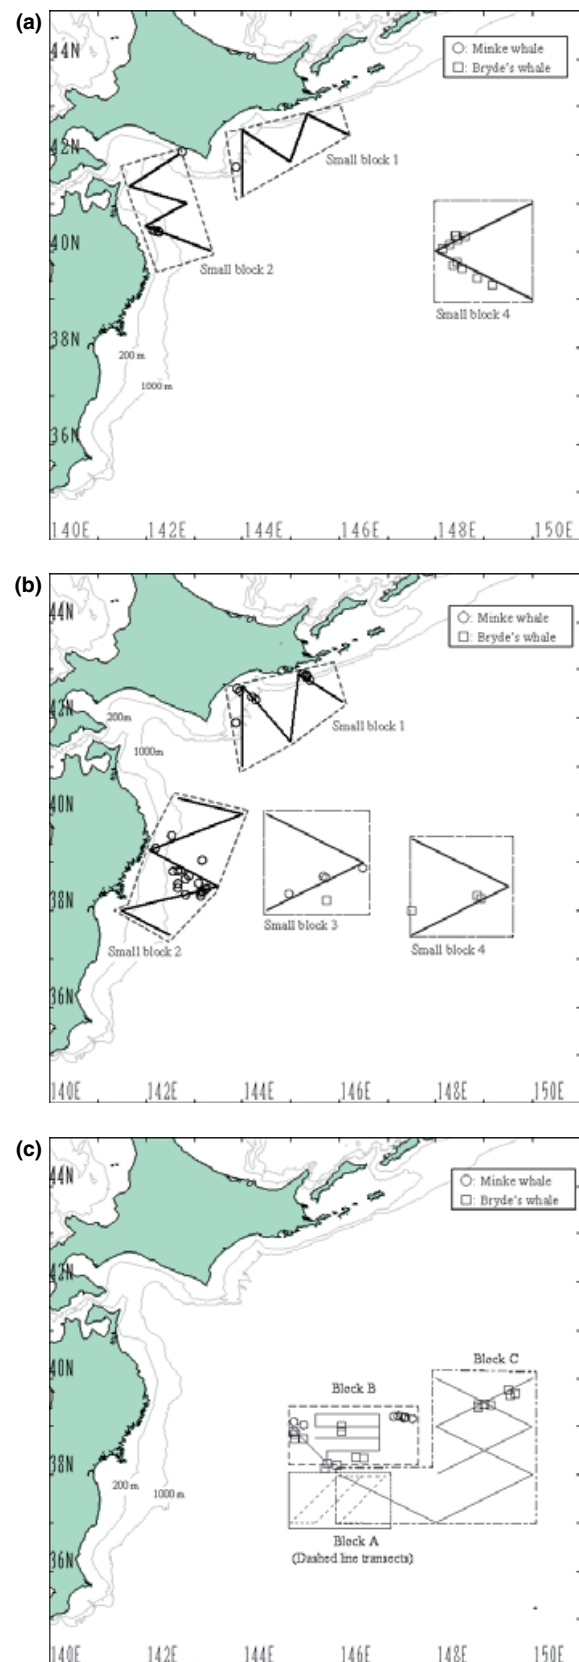 (a)
44N
○: Minke whale
□: Bryde's whale
42N
Small block 1
40N
Small block 2
Small block 4
38N
200 m
1000 m
36N
140E 142E 144E 146E 148E 150E
(b)
44N
○: Minke whale
□: Bryde's whale
42N
200m
Small block 1
1000m
40N
38N
Small block 3
Small block 2
Small block 4
36N
140E 142E 144E 146E 148E 150E
(c)
44N
○: Minke whale
□: Bryde's whale
42N
40N
Block C
Block B
38N
200 m
1000 m
Block A
36N
(Dashed line transects)
140E 142E 144E 146E 148E 150E